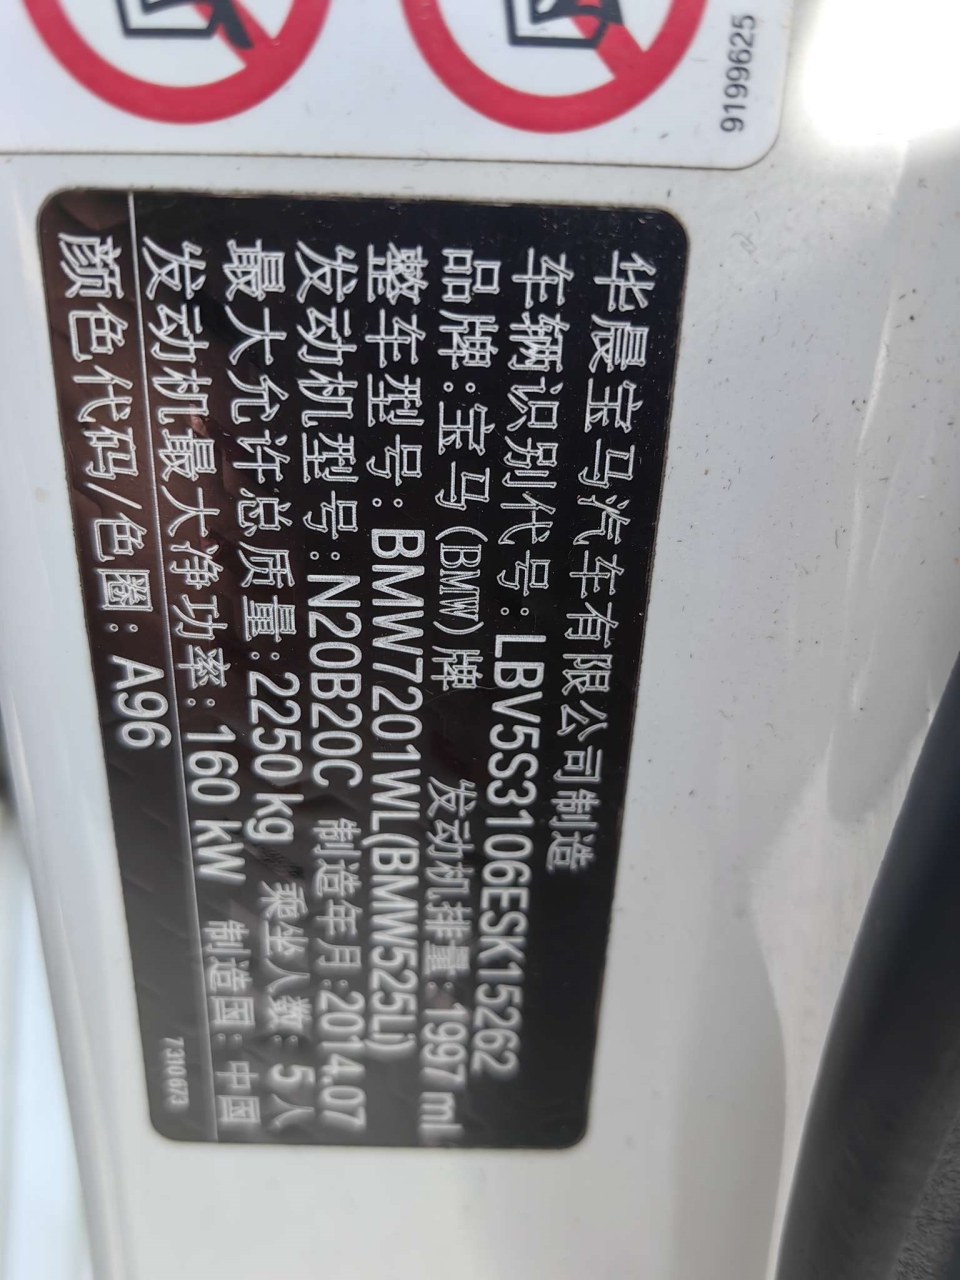 9199625
华晨宝马汽车有限公司制造
车辆识别代号：LBV5S3106ESK15262
品牌：宝马(BMW)牌 发动机排量：1997 ml
整车型号：BMW7201WL(BMW525Li)
发动机型号：N20B20C 制造年月：2014.07
最大允许总质量：2250 kg 乘坐人数：5人
发动机最大净功率：160 kW 制造国：中国
颜色代码/色圈：A96
7310673